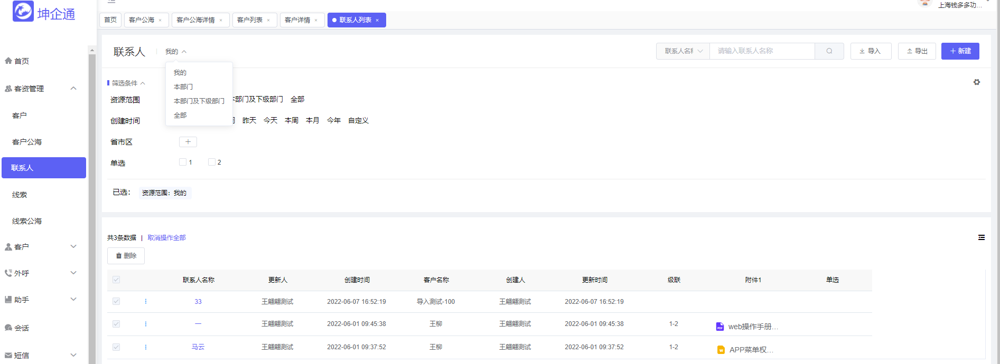 坤企通
上海钱多多功...
首页
客户公海 ×
客户公海详情 ×
客户列表 ×
客户详情 ×
联系人列表 ×
首页
客资管理
客户
客户公海
联系人
线索
线索公海
客户
外呼
助手
会话
短信
联系人
我的
联系人名称
请输入联系人名称
导入
导出
新建
我的
本部门
本部门及下级部门
全部
筛选条件
资源范围
本部门及下级部门 全部
创建时间
昨天 今天 本周 本月 今年 自定义
省市区
单选 1 2
已选： 资源范围：我的
共3条数据 | 取消操作全部
删除
联系人名称 更新人 创建时间 客户名称 创建人 更新时间 级联 附件1 单选
33 王翩翩测试 2022-06-07 16:52:19 导入测试-100 王翩翩测试 2022-06-07 16:52:19
一 王翩翩测试 2022-06-01 09:45:38 王柳 王翩翩测试 2022-06-01 09:45:38 1-2 web操作手册...
马云 王翩翩测试 2022-06-01 09:37:52 王柳 王翩翩测试 2022-06-01 09:37:52 1-2 APP菜单权...